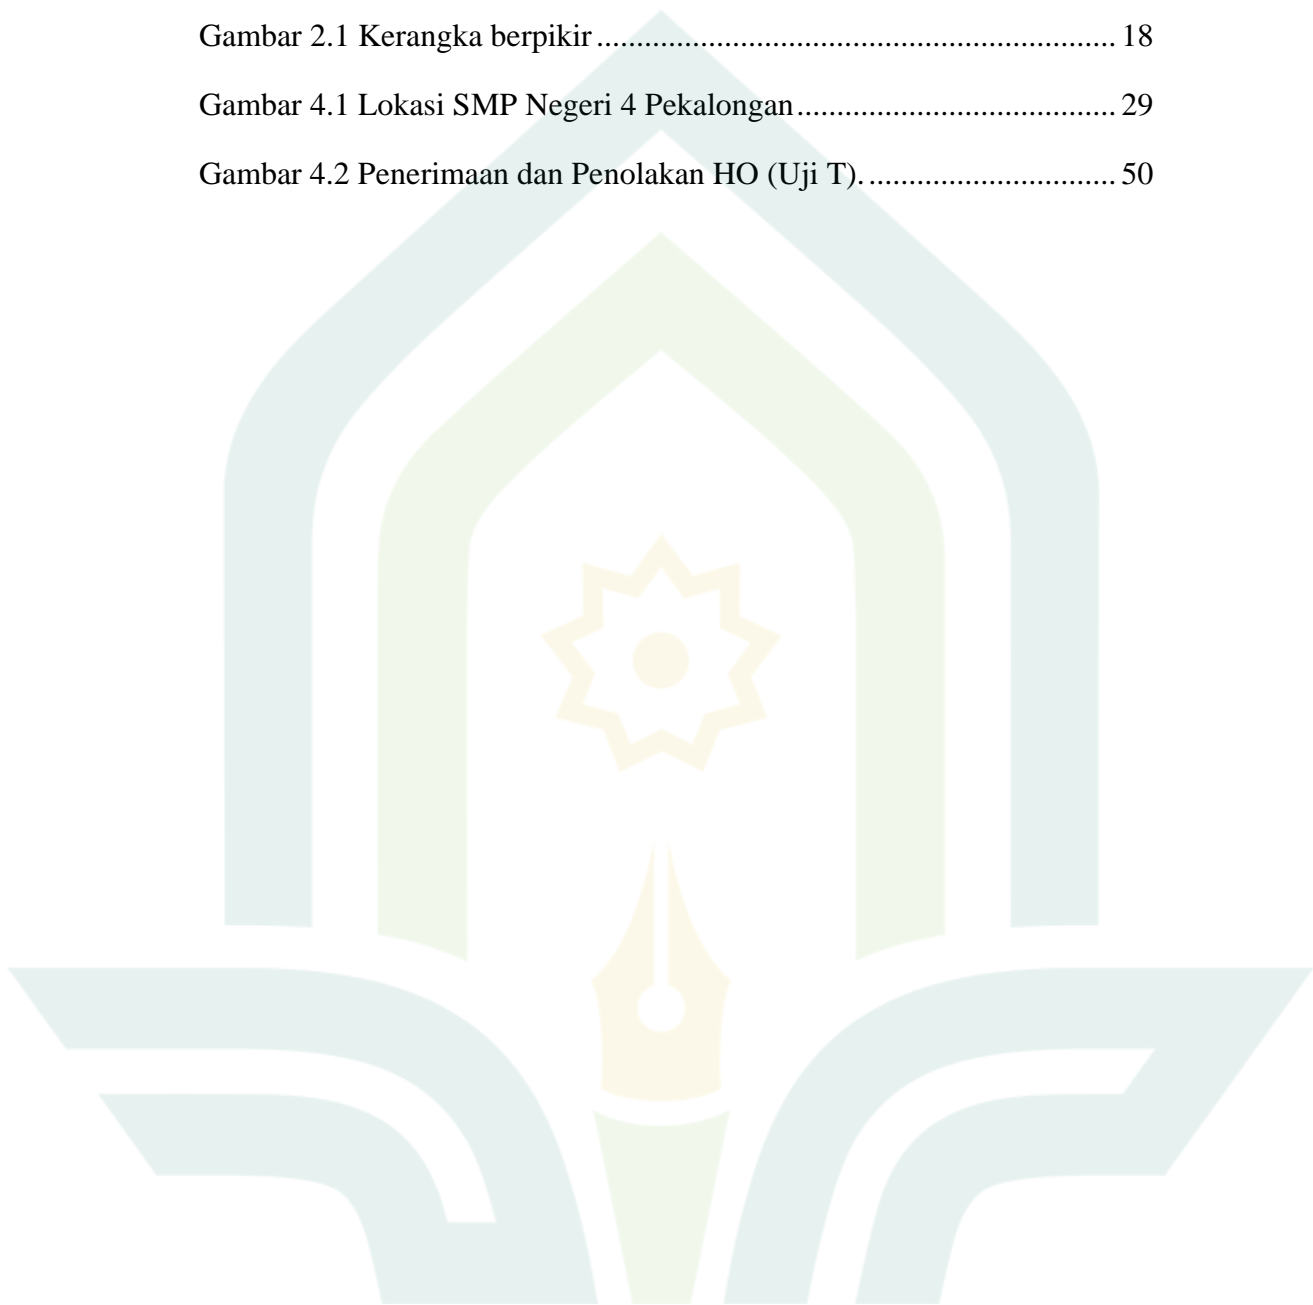 Gambar 2.1 Kerangka berpikir ................................................................. 18
Gambar 4.1 Lokasi SMP Negeri 4 Pekalongan ........................................ 29
Gambar 4.2 Penerimaan dan Penolakan HO (Uji T). ............................... 50